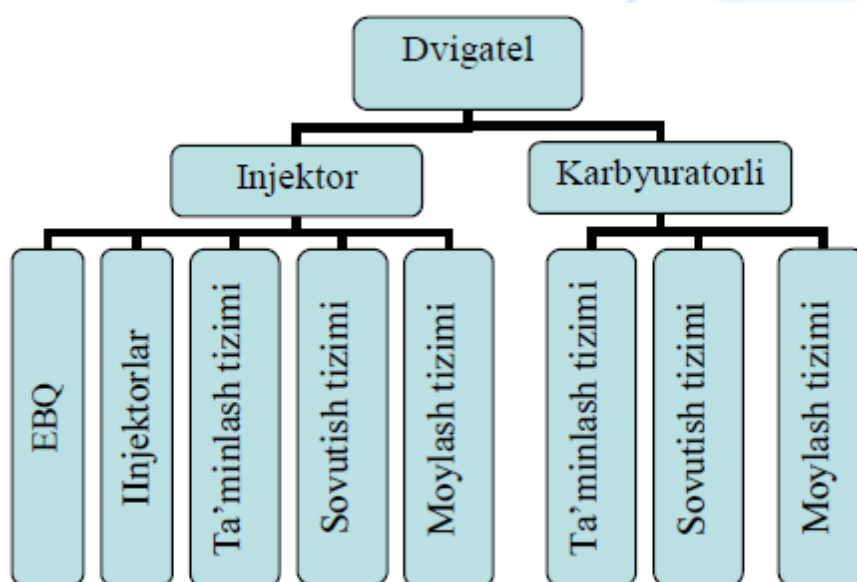 Dvigatel
Injektor
Karbyuratorli
EBQ
IInjektorlar
Ta’minlash tizimi
Sovutish tizimi
Moylash tizimi
Ta’minlash tizimi
Sovutish tizimi
Moylash tizimi